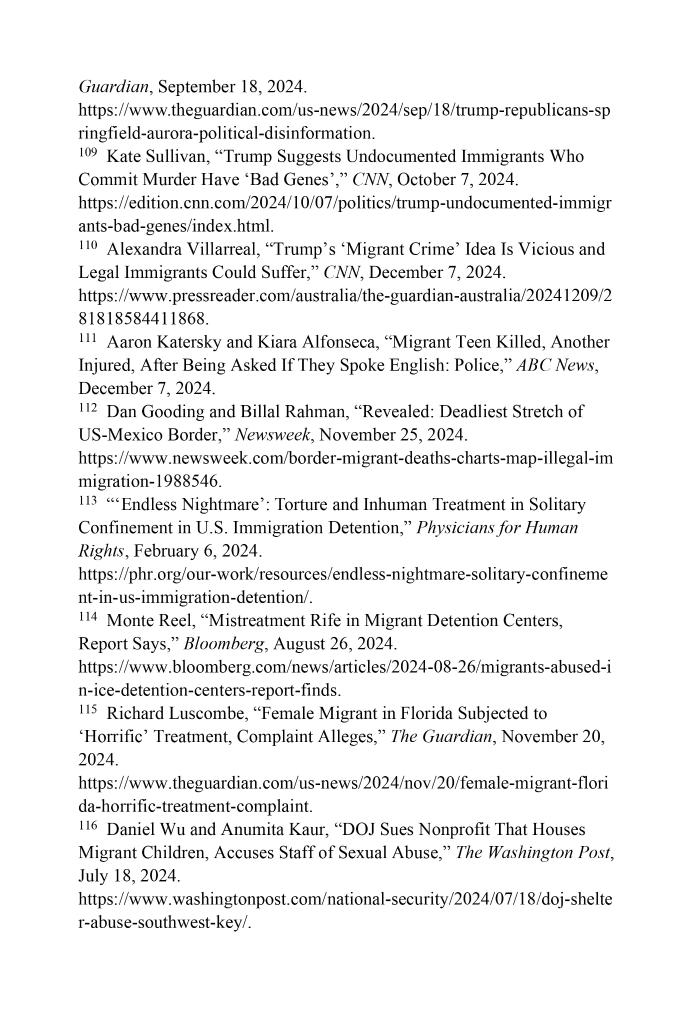 Guardian, September 18, 2024.
https://www.theguardian.com/us-news/2024/sep/18/trump-republicans-sp
ringfield-aurora-political-disinformation.
109 Kate Sullivan, “Trump Suggests Undocumented Immigrants Who
Commit Murder Have ‘Bad Genes’,” CNN, October 7, 2024.
https://edition.cnn.com/2024/10/07/politics/trump-undocumented-immigr
ants-bad-genes/index.html.
110 Alexandra Villarreal, “Trump’s ‘Migrant Crime’ Idea Is Vicious and
Legal Immigrants Could Suffer,” CNN, December 7, 2024.
https://www.pressreader.com/australia/the-guardian-australia/20241209/2
81818584411868.
111 Aaron Katersky and Kiara Alfonseca, “Migrant Teen Killed, Another
Injured, After Being Asked If They Spoke English: Police,” ABC News,
December 7, 2024.
112 Dan Gooding and Billal Rahman, “Revealed: Deadliest Stretch of
US-Mexico Border,” Newsweek, November 25, 2024.
https://www.newsweek.com/border-migrant-deaths-charts-map-illegal-im
migration-1988546.
113 “‘Endless Nightmare’: Torture and Inhuman Treatment in Solitary
Confinement in U.S. Immigration Detention,” Physicians for Human
Rights, February 6, 2024.
https://phr.org/our-work/resources/endless-nightmare-solitary-confineme
nt-in-us-immigration-detention/.
114 Monte Reel, “Mistreatment Rife in Migrant Detention Centers,
Report Says,” Bloomberg, August 26, 2024.
https://www.bloomberg.com/news/articles/2024-08-26/migrants-abused-i
n-ice-detention-centers-report-finds.
115 Richard Luscombe, “Female Migrant in Florida Subjected to
‘Horrific’ Treatment, Complaint Alleges,” The Guardian, November 20,
2024.
https://www.theguardian.com/us-news/2024/nov/20/female-migrant-flori
da-horrific-treatment-complaint.
116 Daniel Wu and Anumita Kaur, “DOJ Sues Nonprofit That Houses
Migrant Children, Accuses Staff of Sexual Abuse,” The Washington Post,
July 18, 2024.
https://www.washingtonpost.com/national-security/2024/07/18/doj-shelte
r-abuse-southwest-key/.